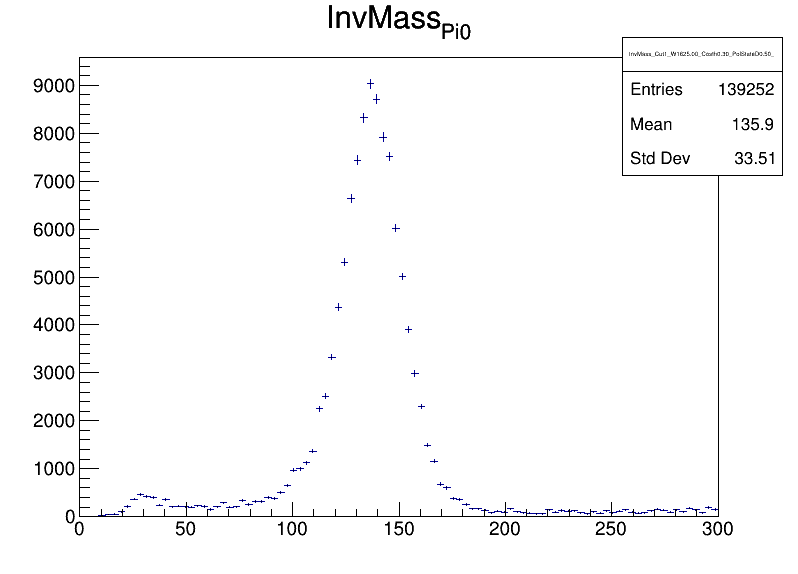 InvMass_Pi0
InvMass_Cut1_W1625.00_Costh0.30_PolStateD0.50_
Entries 139252
Mean 135.9
Std Dev 33.51
9000
8000
7000
6000
5000
4000
3000
2000
1000
0
0 50 100 150 200 250 300